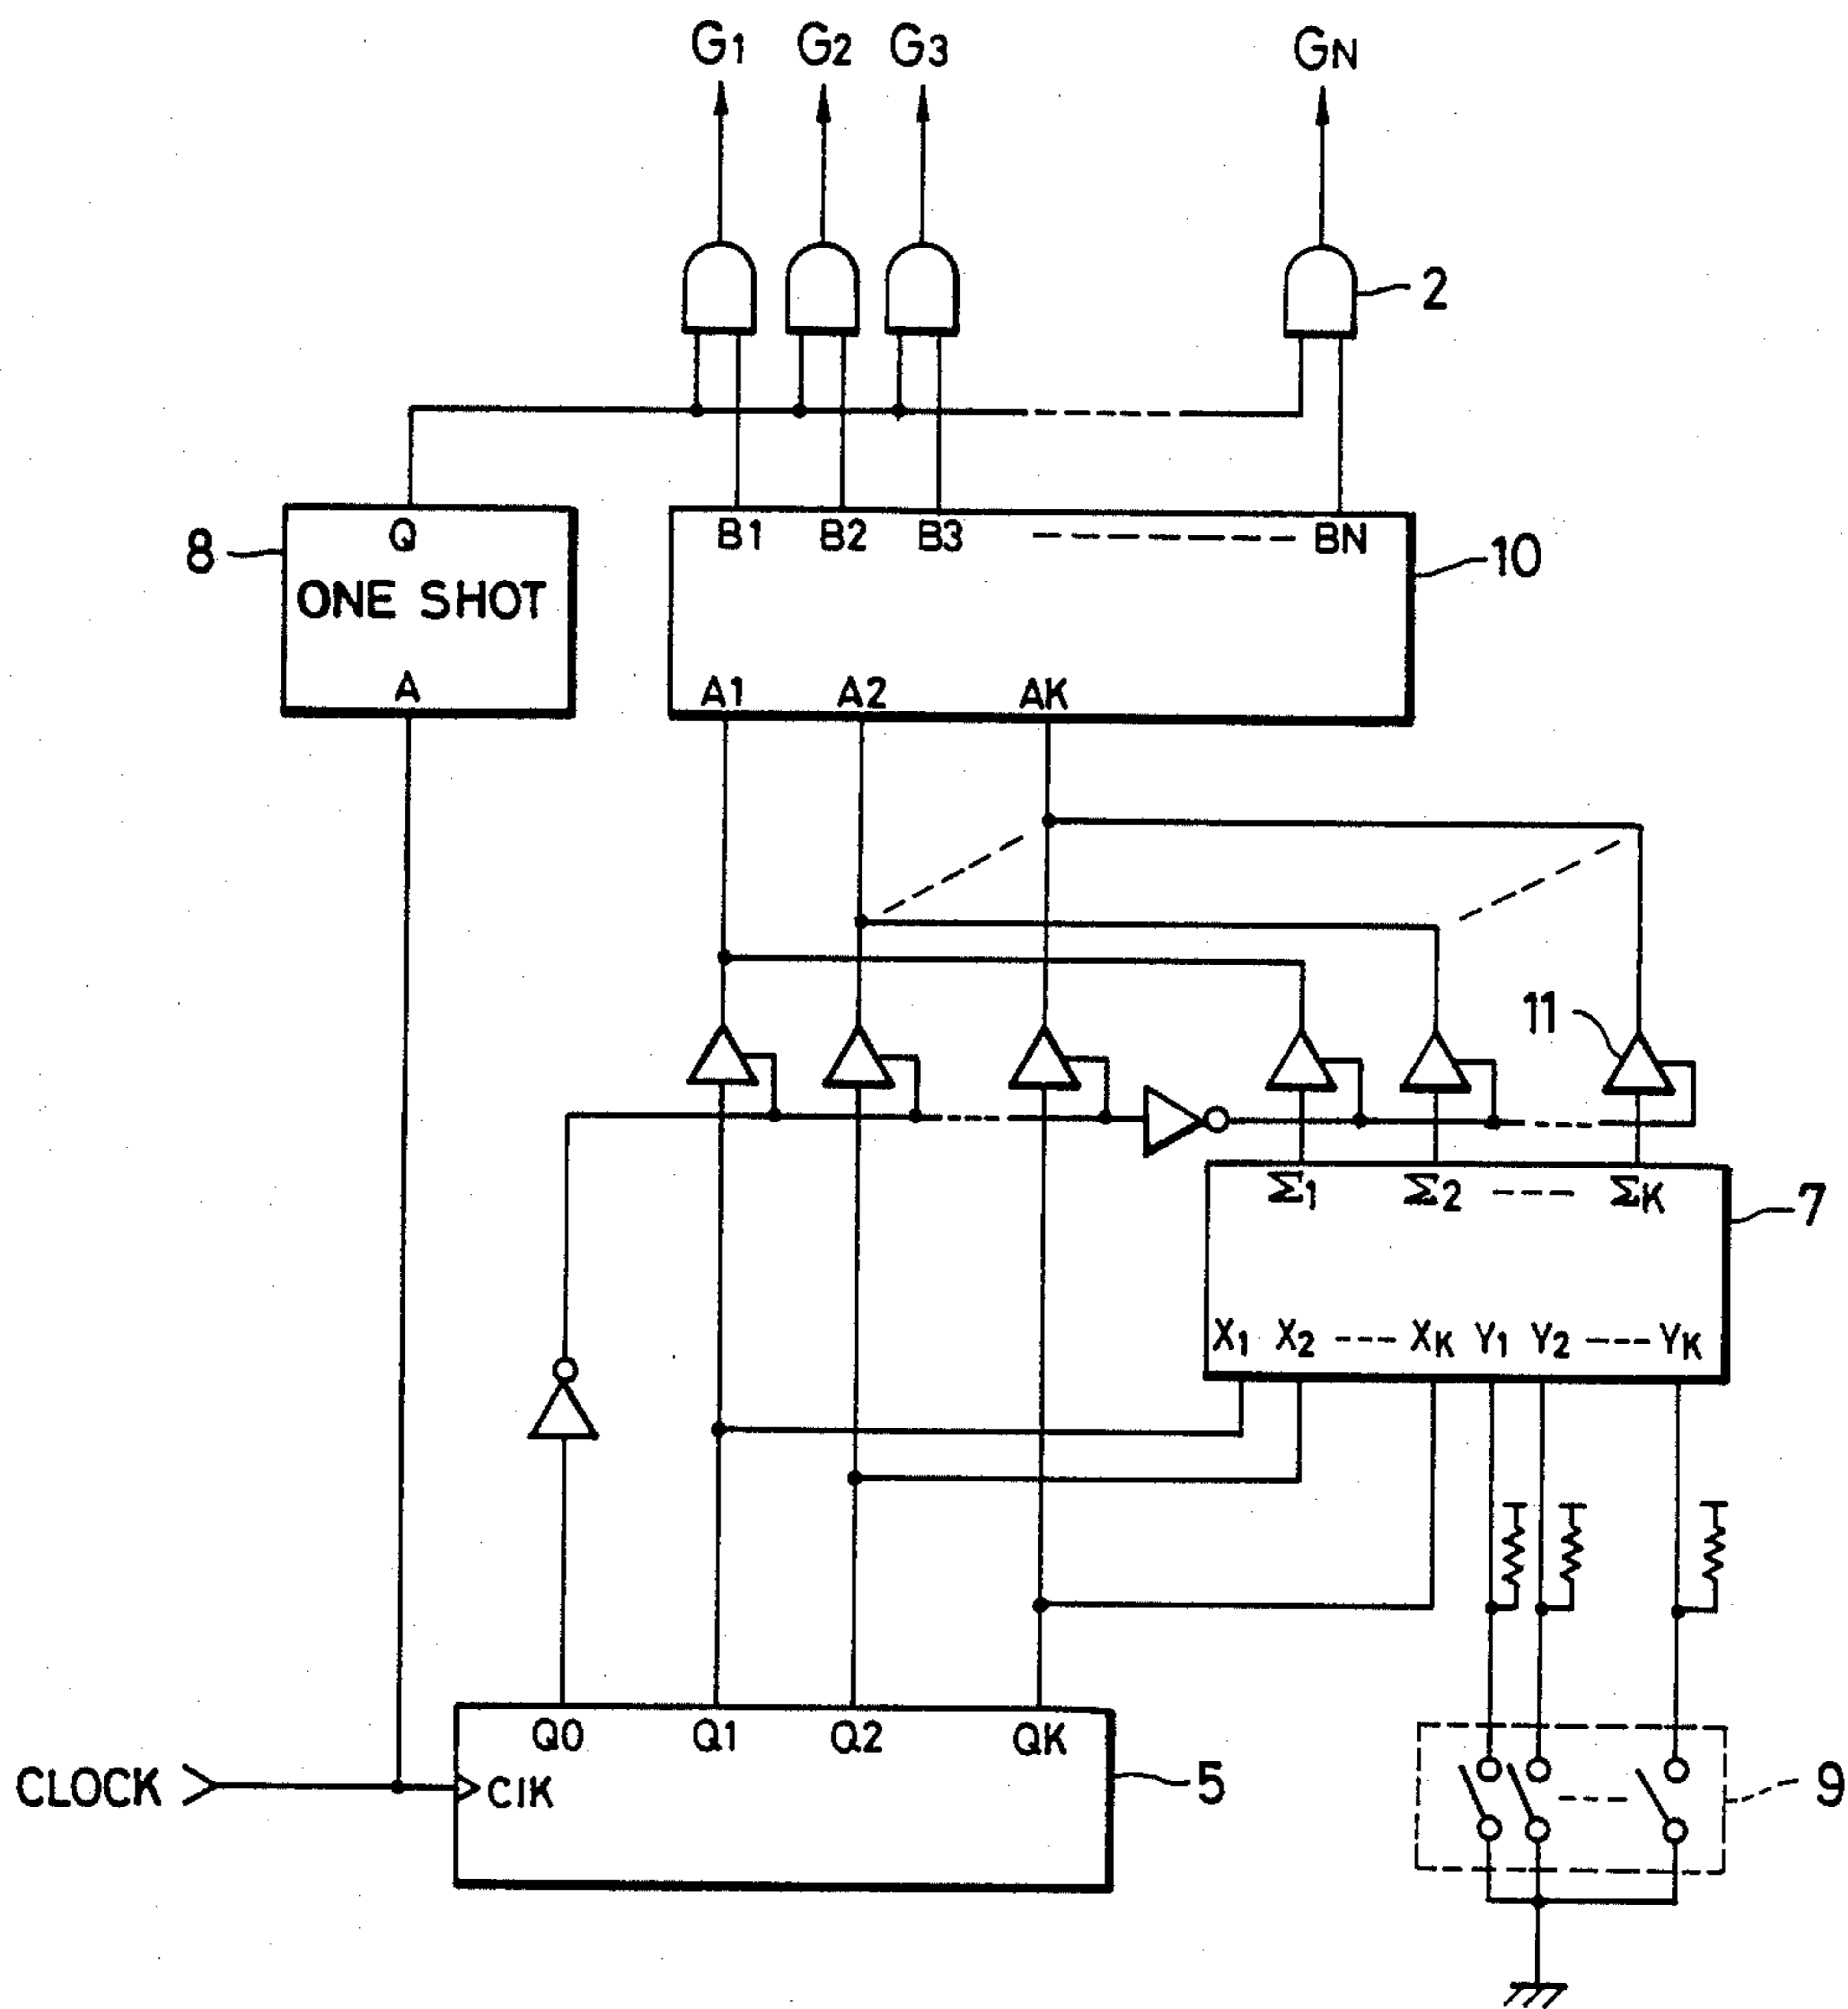 G1 G2 G3 GN
2
8
Q
ONE SHOT
A
B1 B2 B3 BN
10
A1 A2 AK
11
Σ1 Σ2 ΣK
7
X1 X2 XK Y1 Y2 YK
Q0 Q1 Q2 QK
CLOCK
ClK
5
9